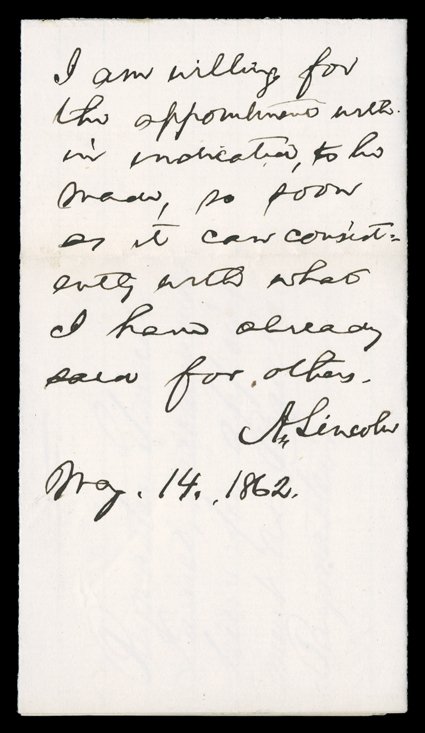 I am willing for
the appointment with-
in indicated, to be
made, so soon
as it can consist=
ently with what
I have already
said for others.
A. Lincoln
May. 14. 1862.